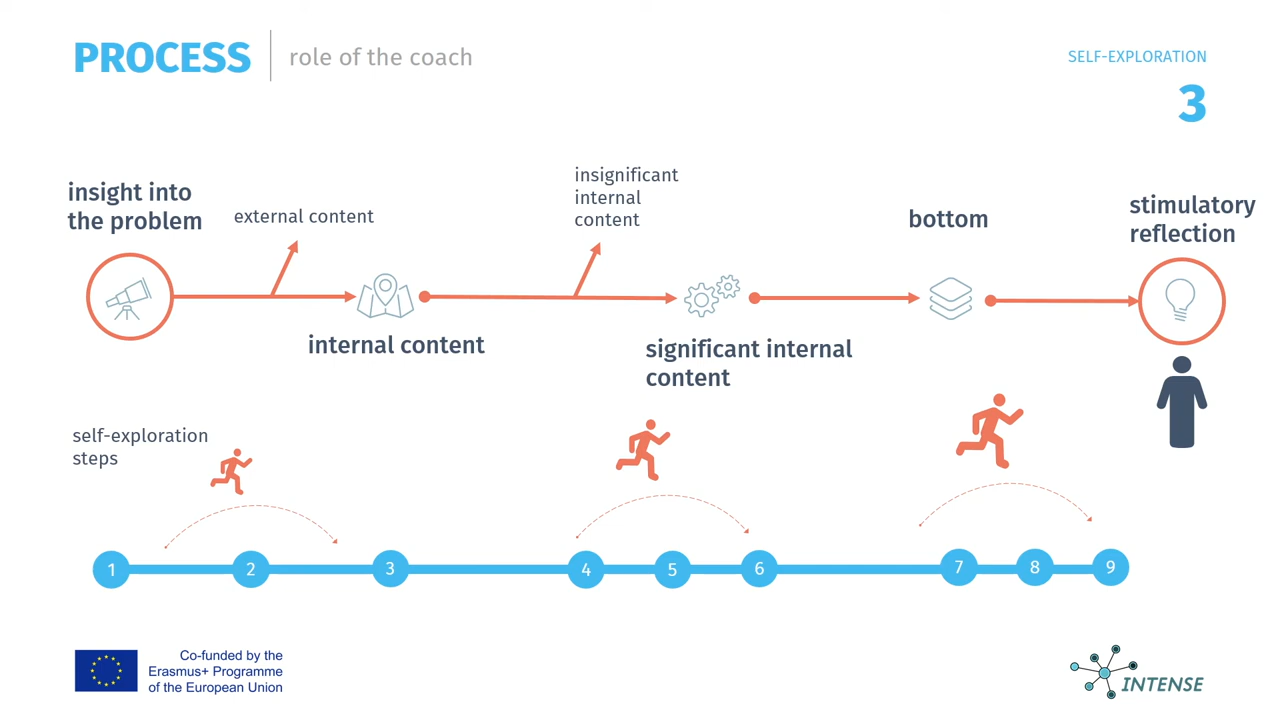 PROCESS
role of the coach
SELF-EXPLORATION
3
insight into
the problem
external content
insignificant
internal
content
bottom
stimulatory
reflection
internal content
significant internal
content
self-exploration
steps
1
2
3
4
5
6
7
8
9
Co-funded by the
Erasmus+ Programme
of the European Union
INTENSE